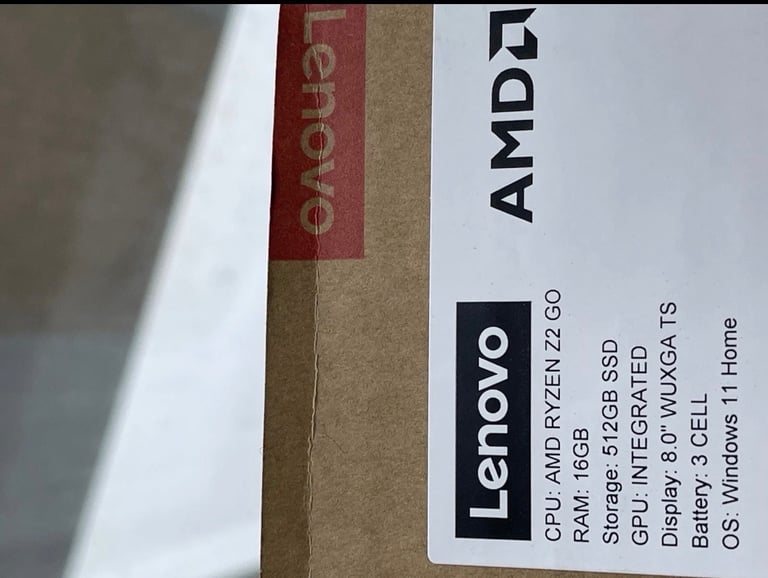 Lenovo
AMD
Lenovo
CPU: AMD RYZEN Z2 GO
RAM: 16GB
Storage: 512GB SSD
GPU: INTEGRATED
Display: 8.0" WUXGA TS
Battery: 3 CELL
OS: Windows 11 Home